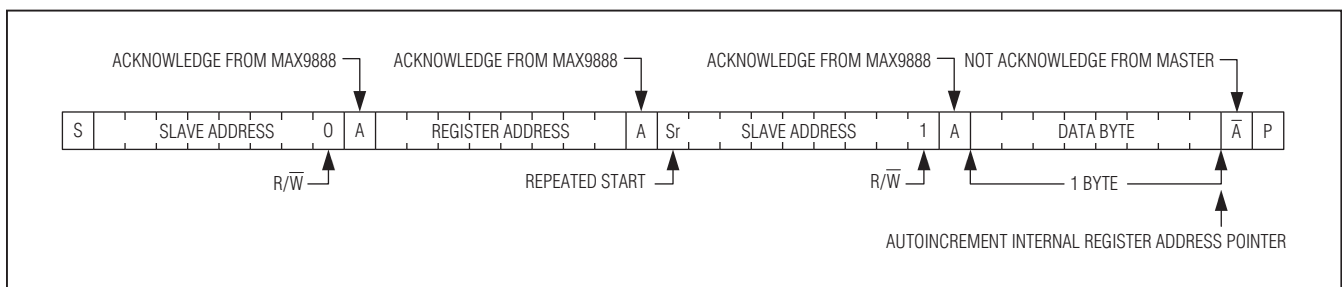 ACKNOWLEDGE FROM MAX9888 ACKNOWLEDGE FROM MAX9888 ACKNOWLEDGE FROM MAX9888 NOT ACKNOWLEDGE FROM MASTER
S SLAVE ADDRESS 0 A REGISTER ADDRESS A Sr SLAVE ADDRESS 1 A DATA BYTE A̅ P
R/W̅ REPEATED START R/W̅ 1 BYTE
AUTOINCREMENT INTERNAL REGISTER ADDRESS POINTER